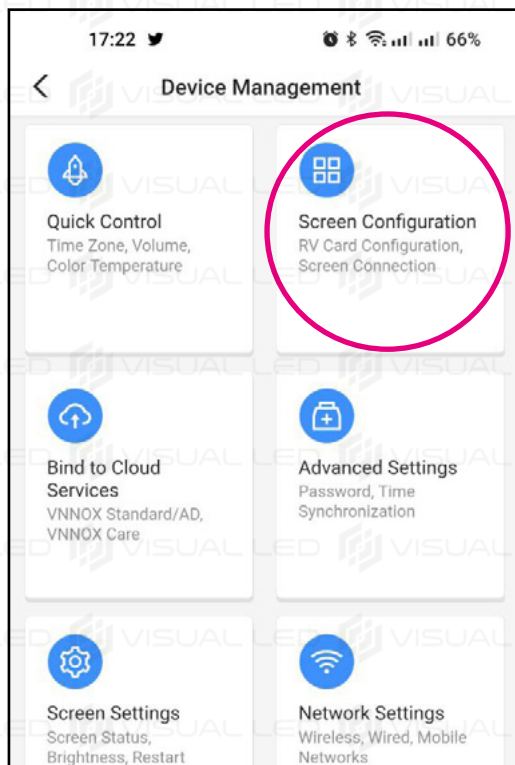 17:22 66%
Device Management
Quick Control
Time Zone, Volume,
Color Temperature
Screen Configuration
RV Card Configuration,
Screen Connection
Bind to Cloud
Services
VNNOX Standard/AD,
VNNOX Care
Advanced Settings
Password, Time
Synchronization
Screen Settings
Screen Status,
Brightness, Restart
Network Settings
Wireless, Wired, Mobile
Networks
VISUAL LED